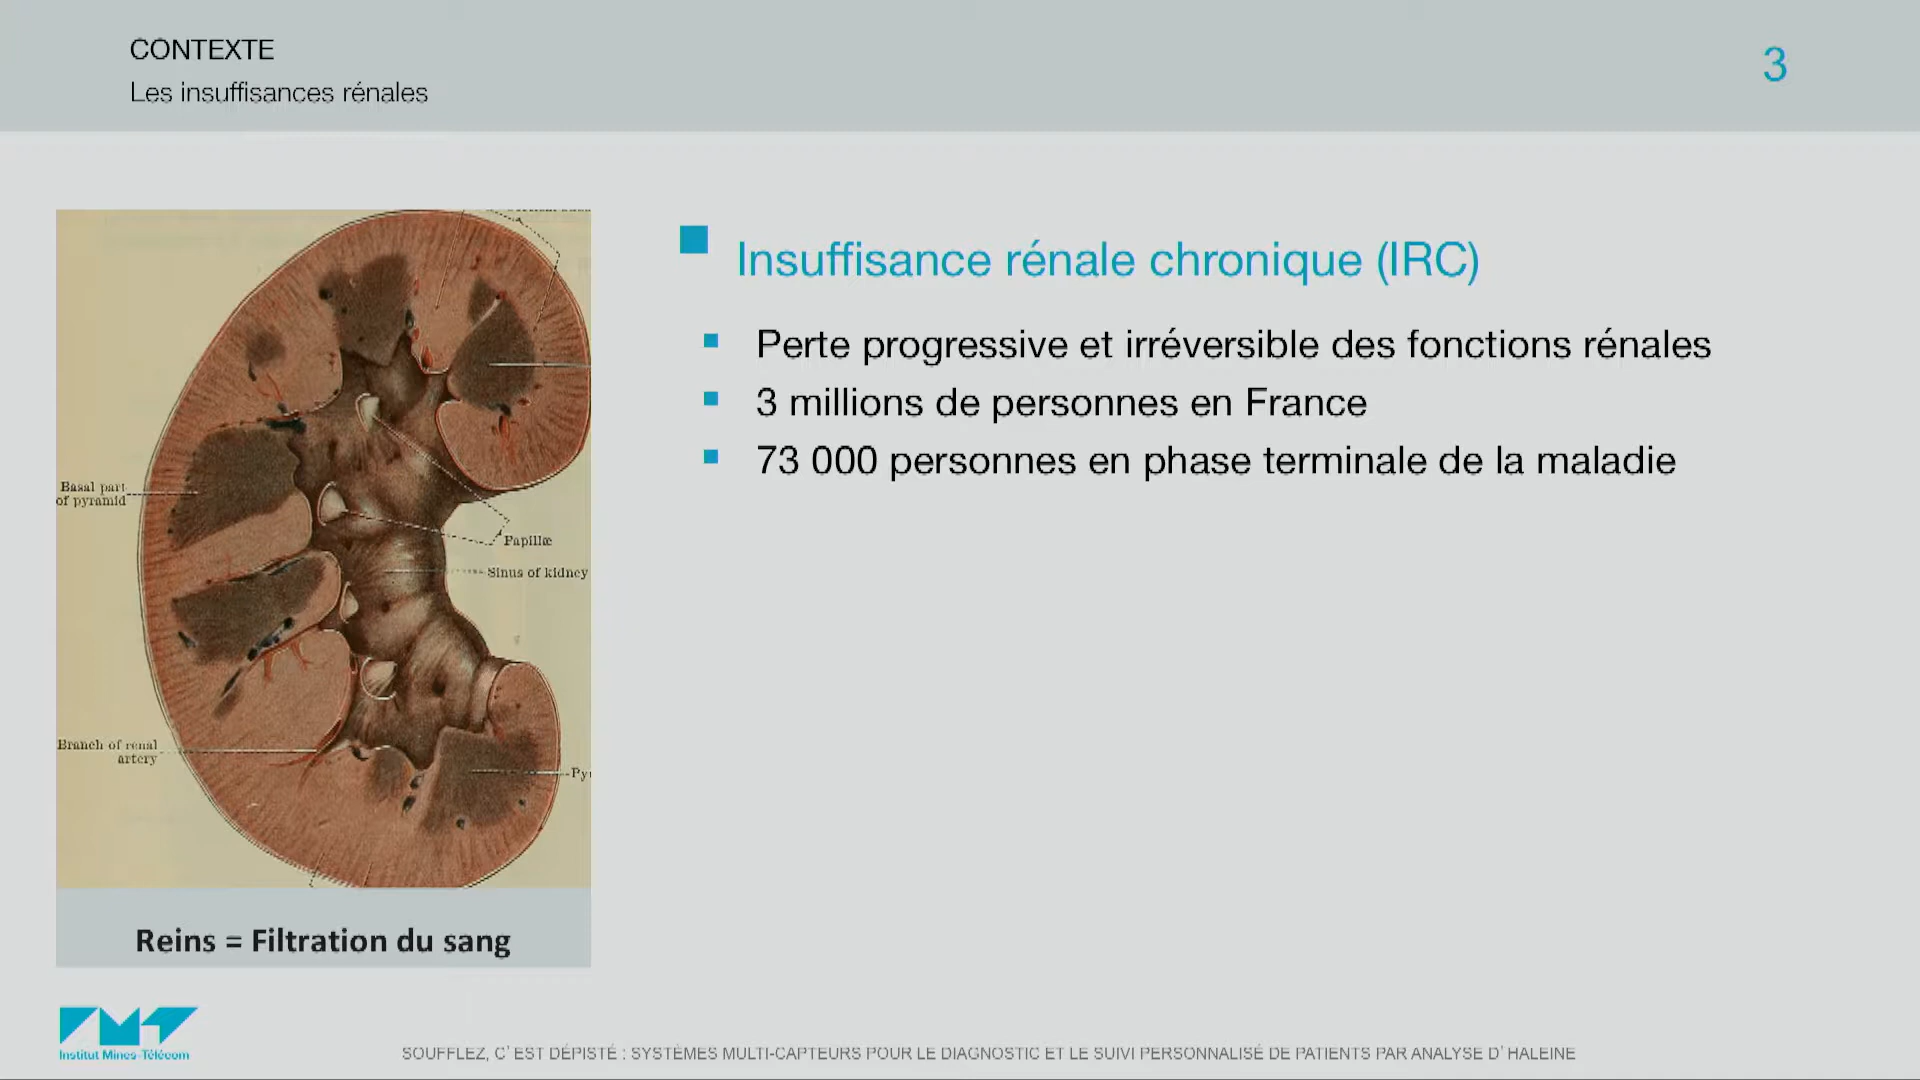 CONTEXTE
Les insuffisances rénales
3
Insuffisance rénale chronique (IRC)
Perte progressive et irréversible des fonctions rénales
3 millions de personnes en France
73 000 personnes en phase terminale de la maladie
Basal part
of pyramid
Papillæ
Sinus of kidney
Branch of renal
artery
Reins = Filtration du sang
Institut Mines-Télécom
SOUFFLEZ, C'EST DÉPISTÉ : SYSTÈMES MULTI-CAPTEURS POUR LE DIAGNOSTIC ET LE SUIVI PERSONNALISÉ DE PATIENTS PAR ANALYSE D'HALEINE